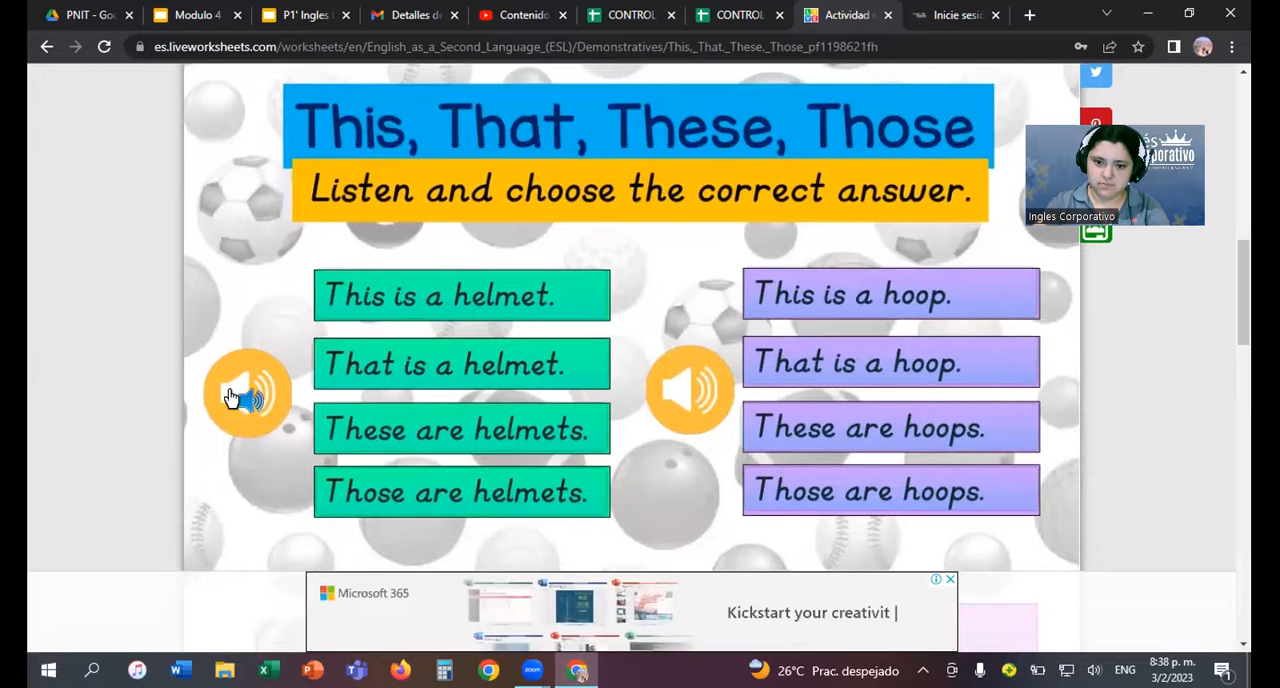 PNIT - Goo
Modulo 4
P1' Ingles C
Detalles de
Contenido
CONTROL
CONTROL
Actividad d
Inicie sesi
es.liveworksheets.com/worksheets/en/English_as_a_Second_Language_(ESL)/Demonstratives/This,_That,_These,_Those_pf1198621fh
This, That, These, Those
Listen and choose the correct answer.
Ingles Corporativo
This is a helmet.
That is a helmet.
These are helmets.
Those are helmets.
This is a hoop.
That is a hoop.
These are hoops.
Those are hoops.
Microsoft 365
Kickstart your creativit
26°C Prac. despejado
ENG
8:38 p. m.
3/2/2023